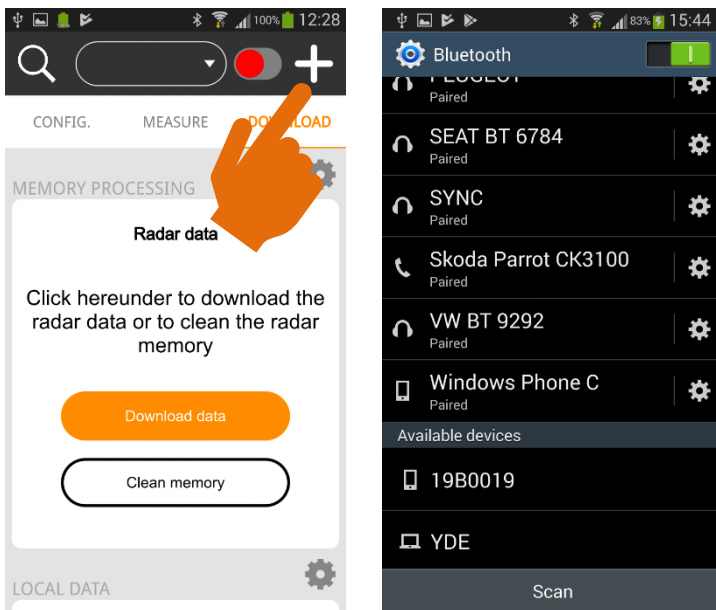 100% 12:28
CONFIG. MEASURE DOWNLOAD
MEMORY PROCESSING
Radar data
Click hereunder to download the
radar data or to clean the radar
memory
Download data
Clean memory
LOCAL DATA
83% 15:44
Bluetooth
PEUGEOT
Paired
SEAT BT 6784
Paired
SYNC
Paired
Skoda Parrot CK3100
Paired
VW BT 9292
Paired
Windows Phone C
Paired
Available devices
19B0019
YDE
Scan